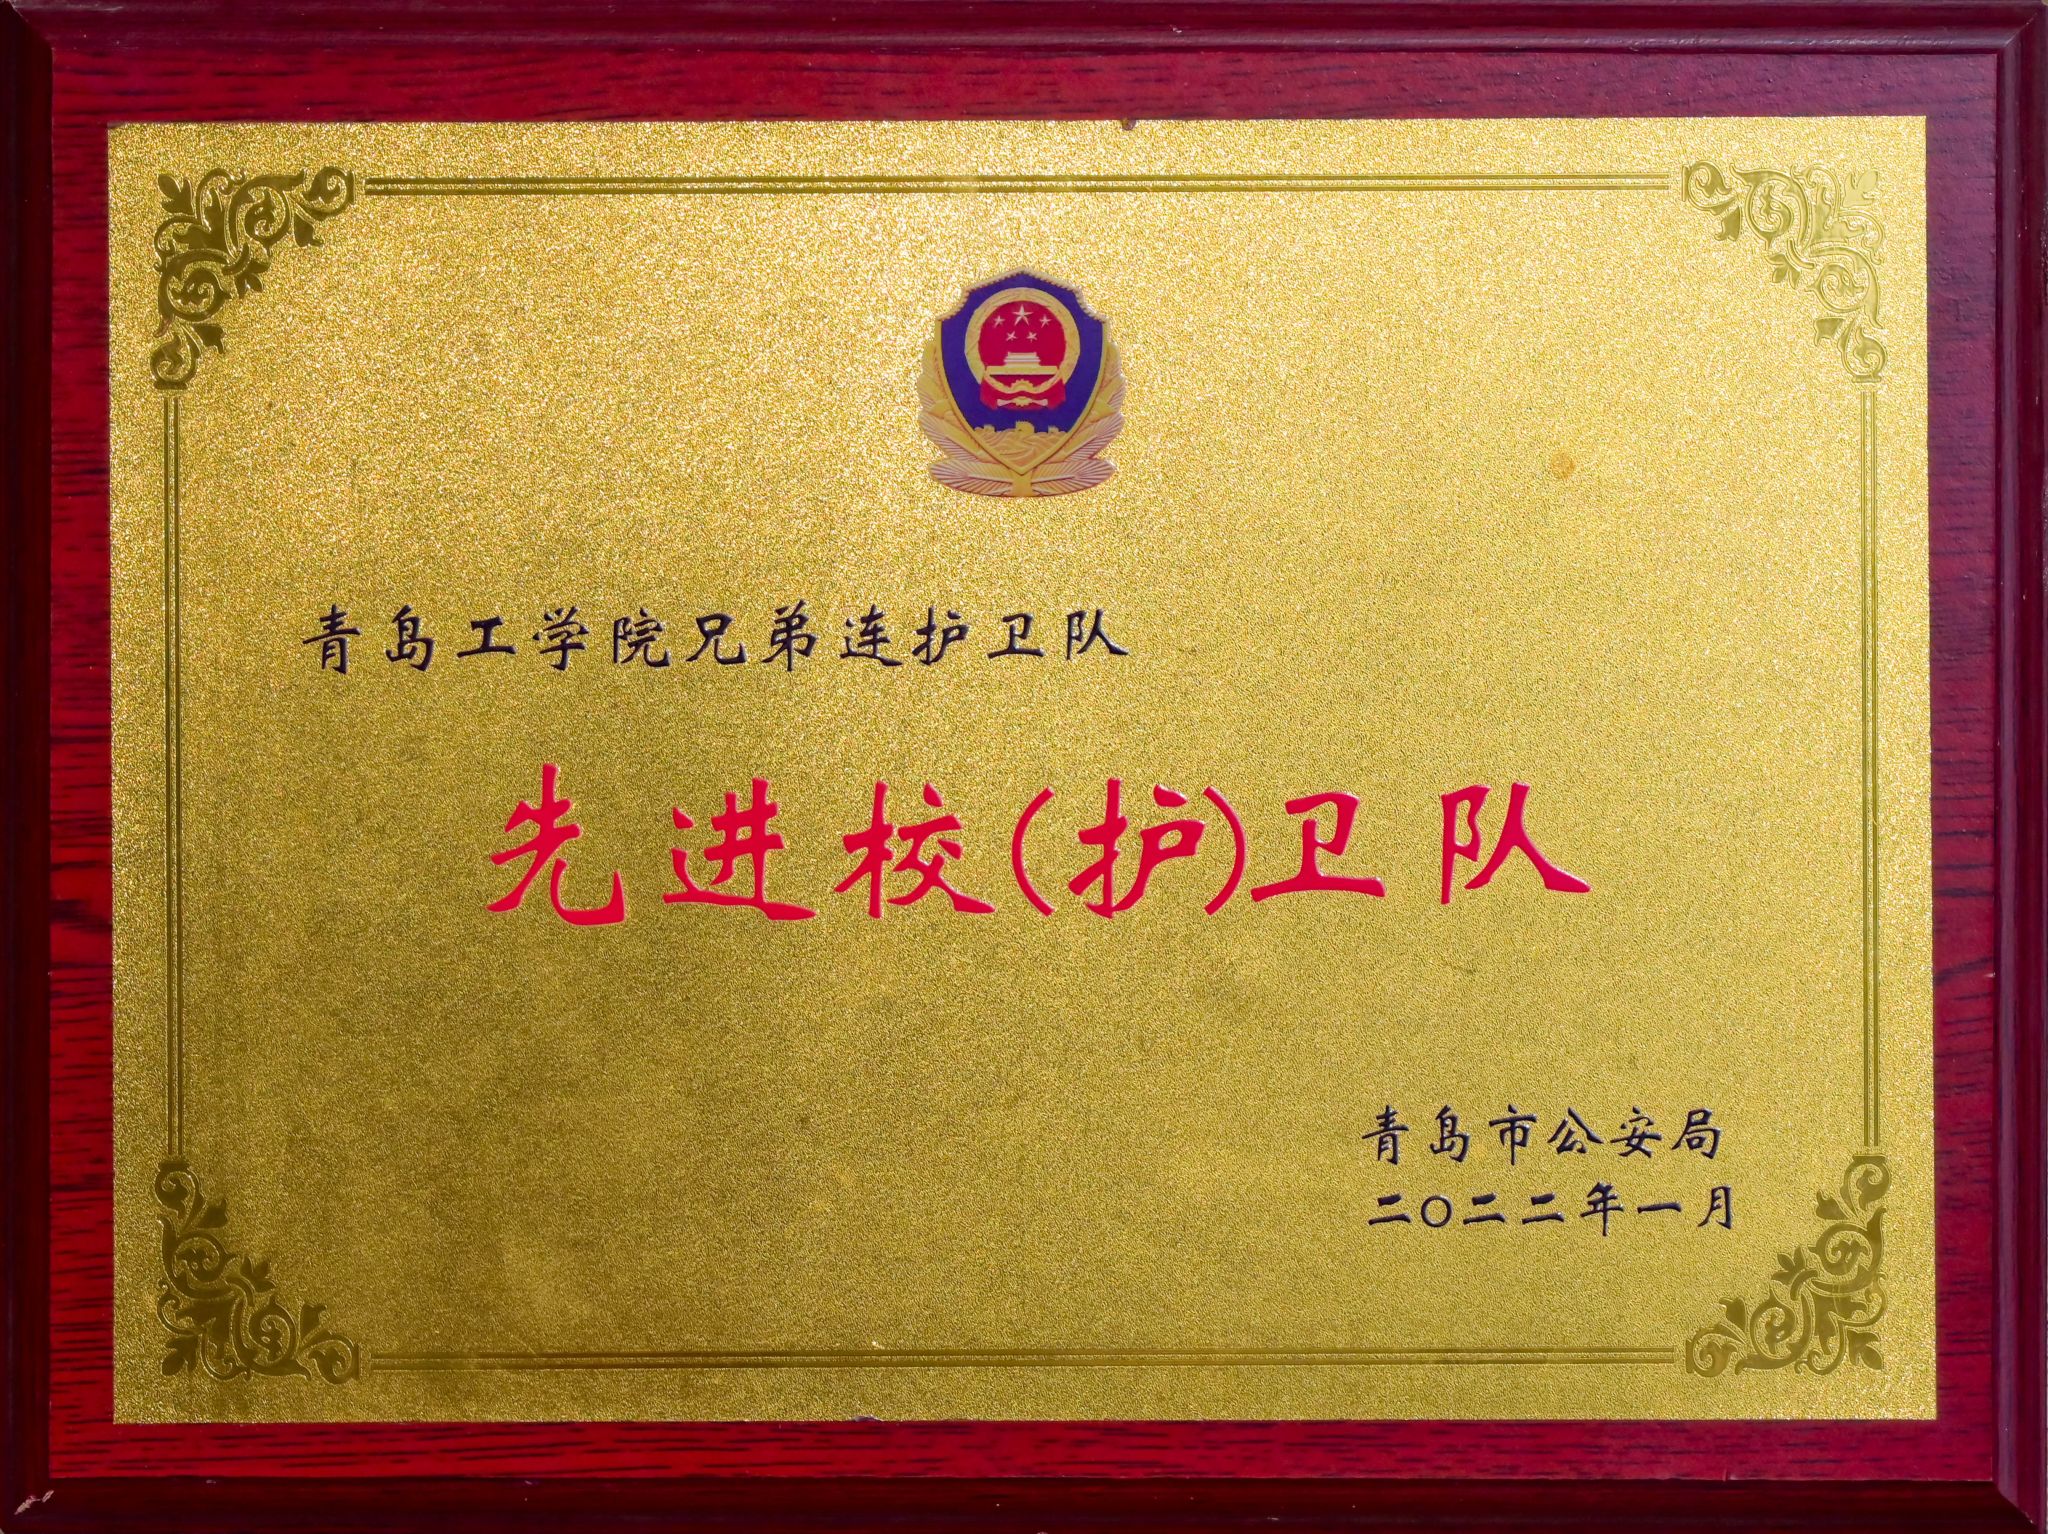 青岛工学院兄弟连护卫队
先进校(护)卫队
青岛市公安局
二〇二二年一月